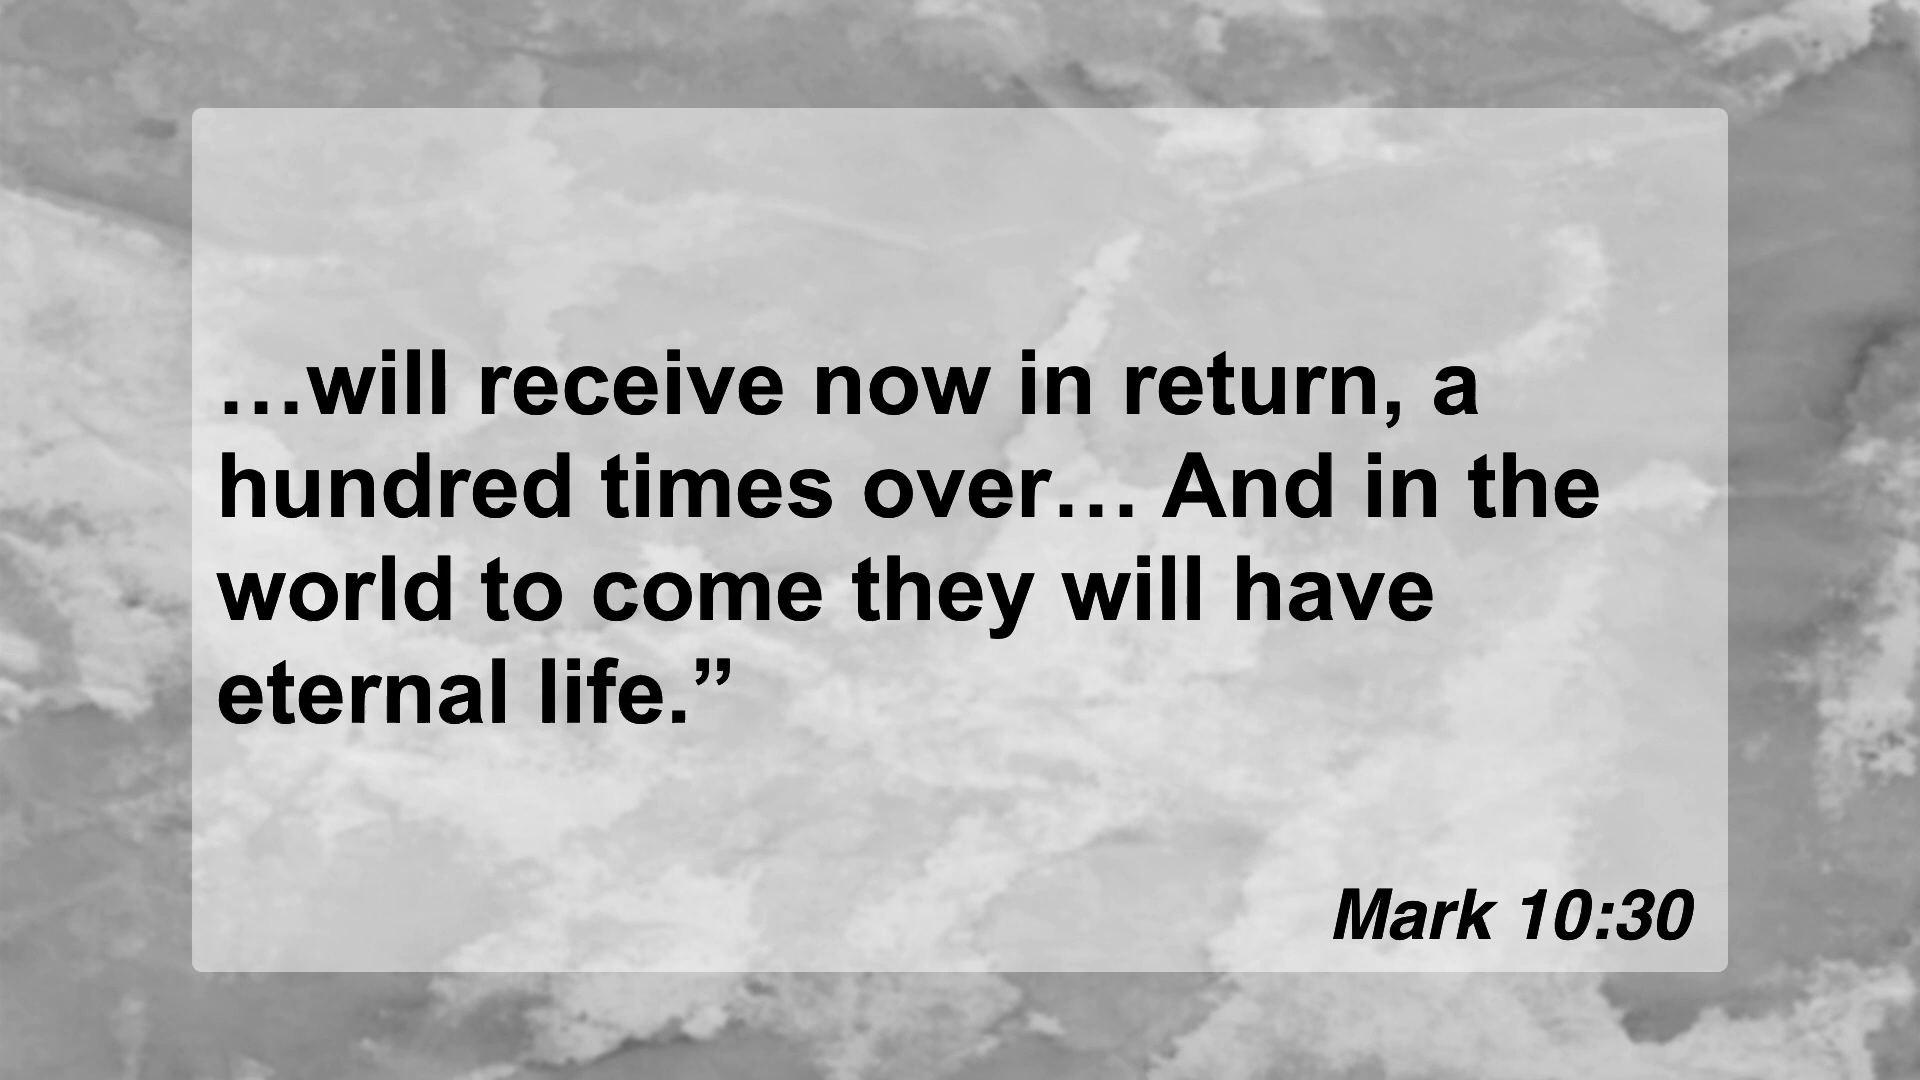 …will receive now in return, a
hundred times over… And in the
world to come they will have
eternal life.”
Mark 10:30